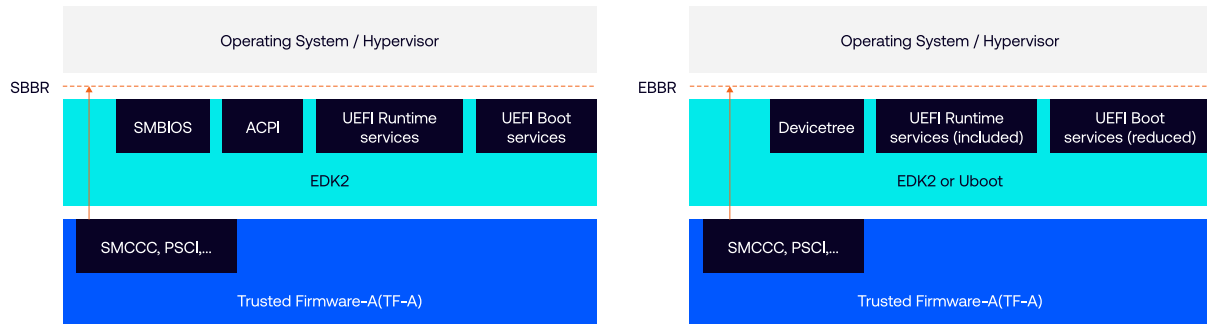 Operating System / Hypervisor
SBBR
SMBIOS
ACPI
UEFI Runtime
services
UEFI Boot
services
EDK2
SMCCC, PSCI,...
Trusted Firmware-A(TF-A)
Operating System / Hypervisor
EBBR
Devicetree
UEFI Runtime
services (included)
UEFI Boot
services (reduced)
EDK2 or Uboot
SMCCC, PSCI,...
Trusted Firmware-A(TF-A)